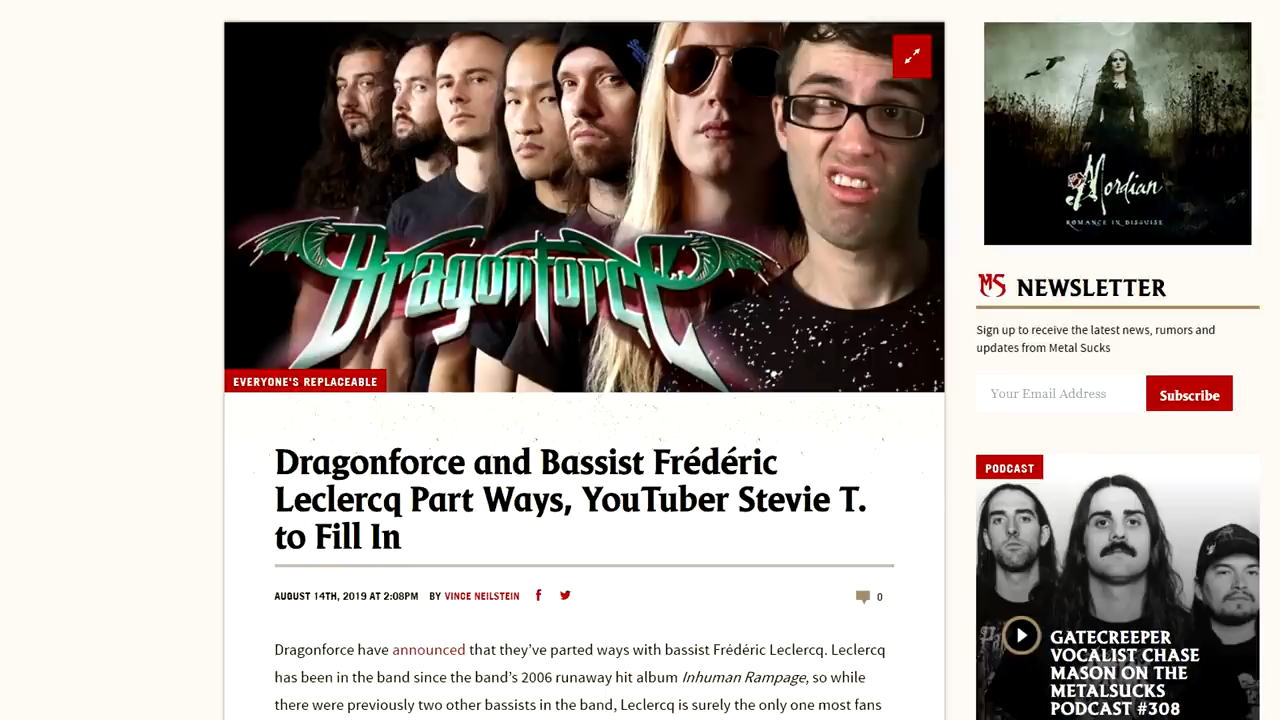 DragonForce
EVERYONE'S REPLACEABLE
Dragonforce and Bassist Frédéric
Leclercq Part Ways, YouTuber Stevie T.
to Fill In
AUGUST 14TH, 2019 AT 2:08PM BY VINCE NEILSTEIN
0
Dragonforce have announced that they've parted ways with bassist Frédéric Leclercq. Leclercq
has been in the band since the band's 2006 runaway hit album Inhuman Rampage, so while
there were previously two other bassists in the band, Leclercq is surely the only one most fans
Mordian
ROMANCE IN DISGUISE
MS NEWSLETTER
Sign up to receive the latest news, rumors and
updates from Metal Sucks
Your Email Address
Subscribe
PODCAST
GATECREEPER
VOCALIST CHASE
MASON ON THE
METALSUCKS
PODCAST #308